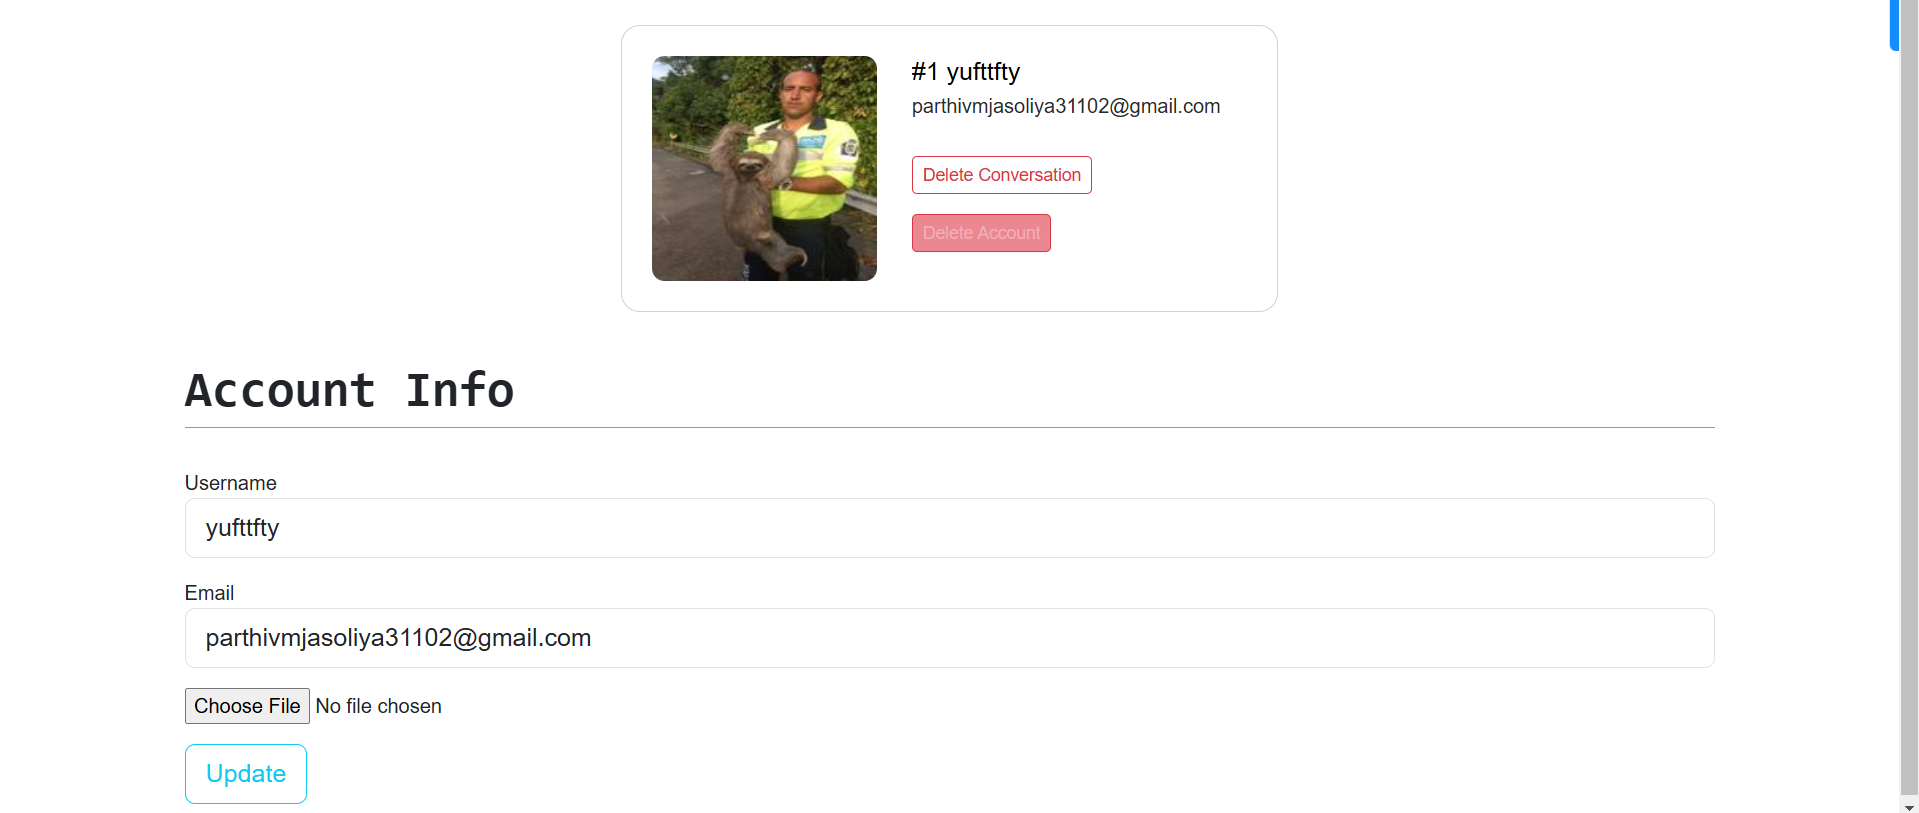 #1 yufttfty
parthivmjasoliya31102@gmail.com
Delete Conversation
Delete Account
Account Info
Username
yufttfty
Email
parthivmjasoliya31102@gmail.com
Choose File No file chosen
Update